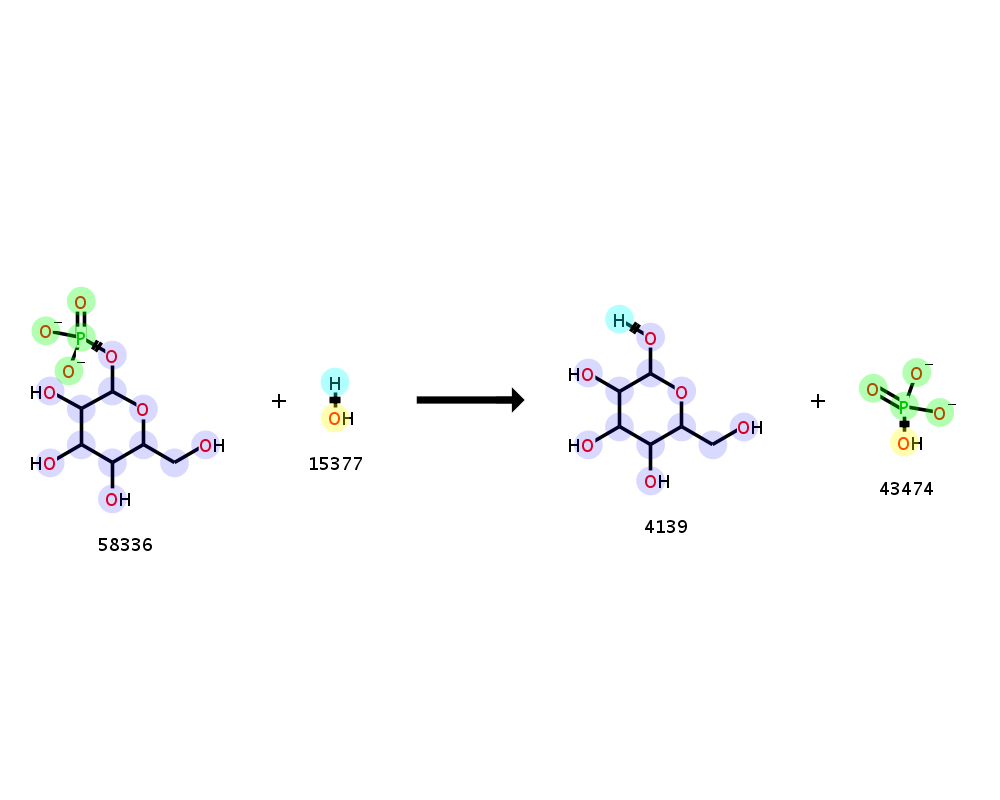 O
O⁻ P O
O⁻
HO O
HO OH
OH
58336
+
H
OH
15377
H O
HO O
HO OH
OH
4139
+
O O⁻
P O⁻
OH
43474